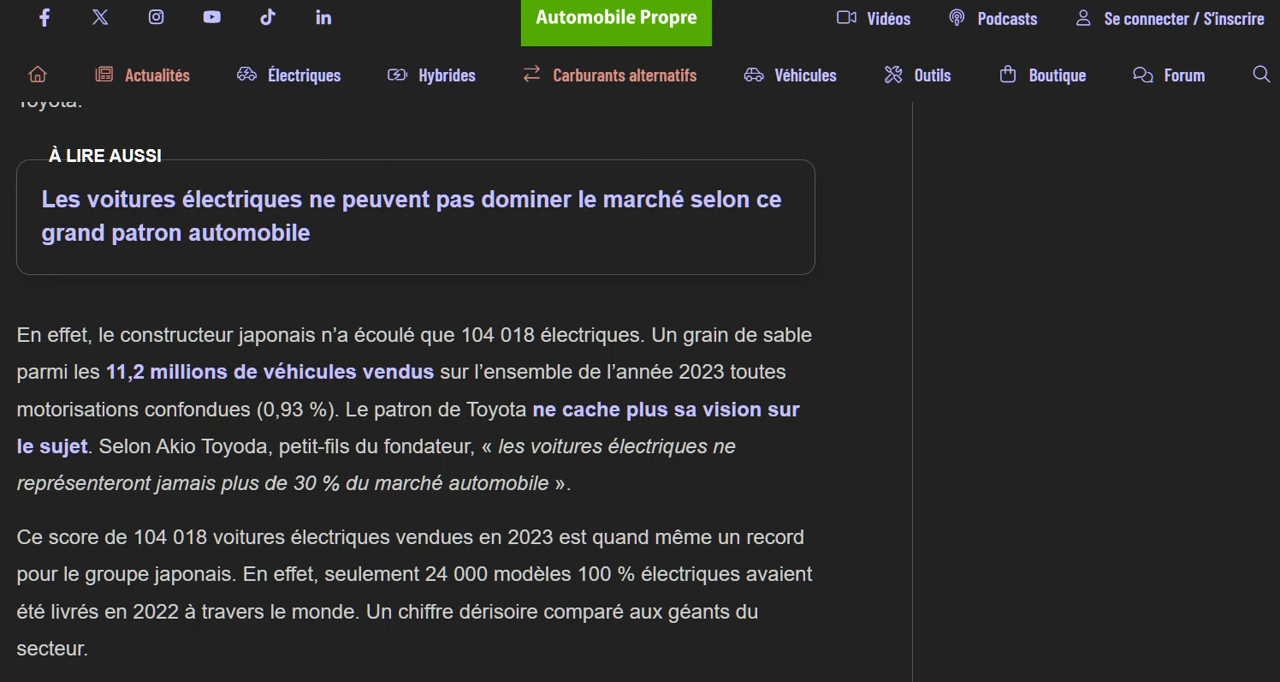 Automobile Propre
Vidéos
Podcasts
Se connecter / S'inscrire
Actualités
Électriques
Hybrides
Carburants alternatifs
Véhicules
Outils
Boutique
Forum
Toyota.
À LIRE AUSSI
Les voitures électriques ne peuvent pas dominer le marché selon ce
grand patron automobile
En effet, le constructeur japonais n’a écoulé que 104 018 électriques. Un grain de sable
parmi les 11,2 millions de véhicules vendus sur l’ensemble de l’année 2023 toutes
motorisations confondues (0,93 %). Le patron de Toyota ne cache plus sa vision sur
le sujet. Selon Akio Toyoda, petit-fils du fondateur, « les voitures électriques ne
représenteront jamais plus de 30 % du marché automobile ».
Ce score de 104 018 voitures électriques vendues en 2023 est quand même un record
pour le groupe japonais. En effet, seulement 24 000 modèles 100 % électriques avaient
été livrés en 2022 à travers le monde. Un chiffre dérisoire comparé aux géants du
secteur.